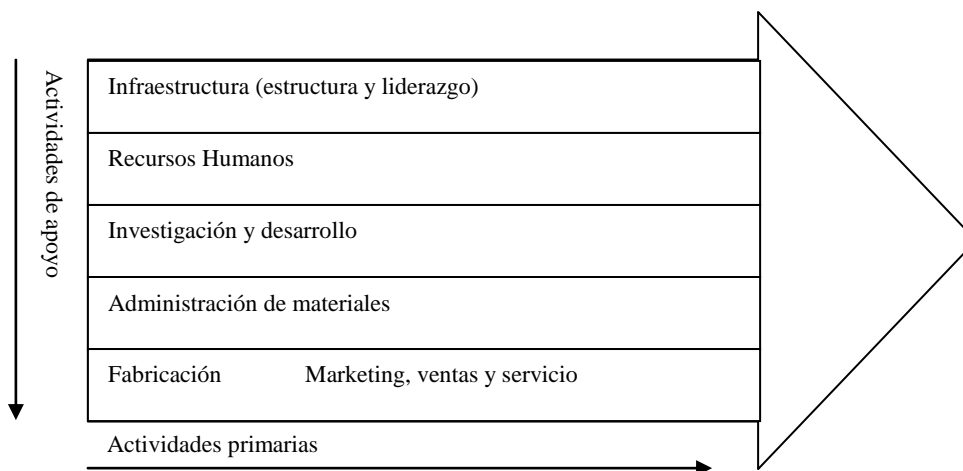 Actividades de apoyo
Infraestructura (estructura y liderazgo)
Recursos Humanos
Investigación y desarrollo
Administración de materiales
Fabricación Marketing, ventas y servicio
Actividades primarias